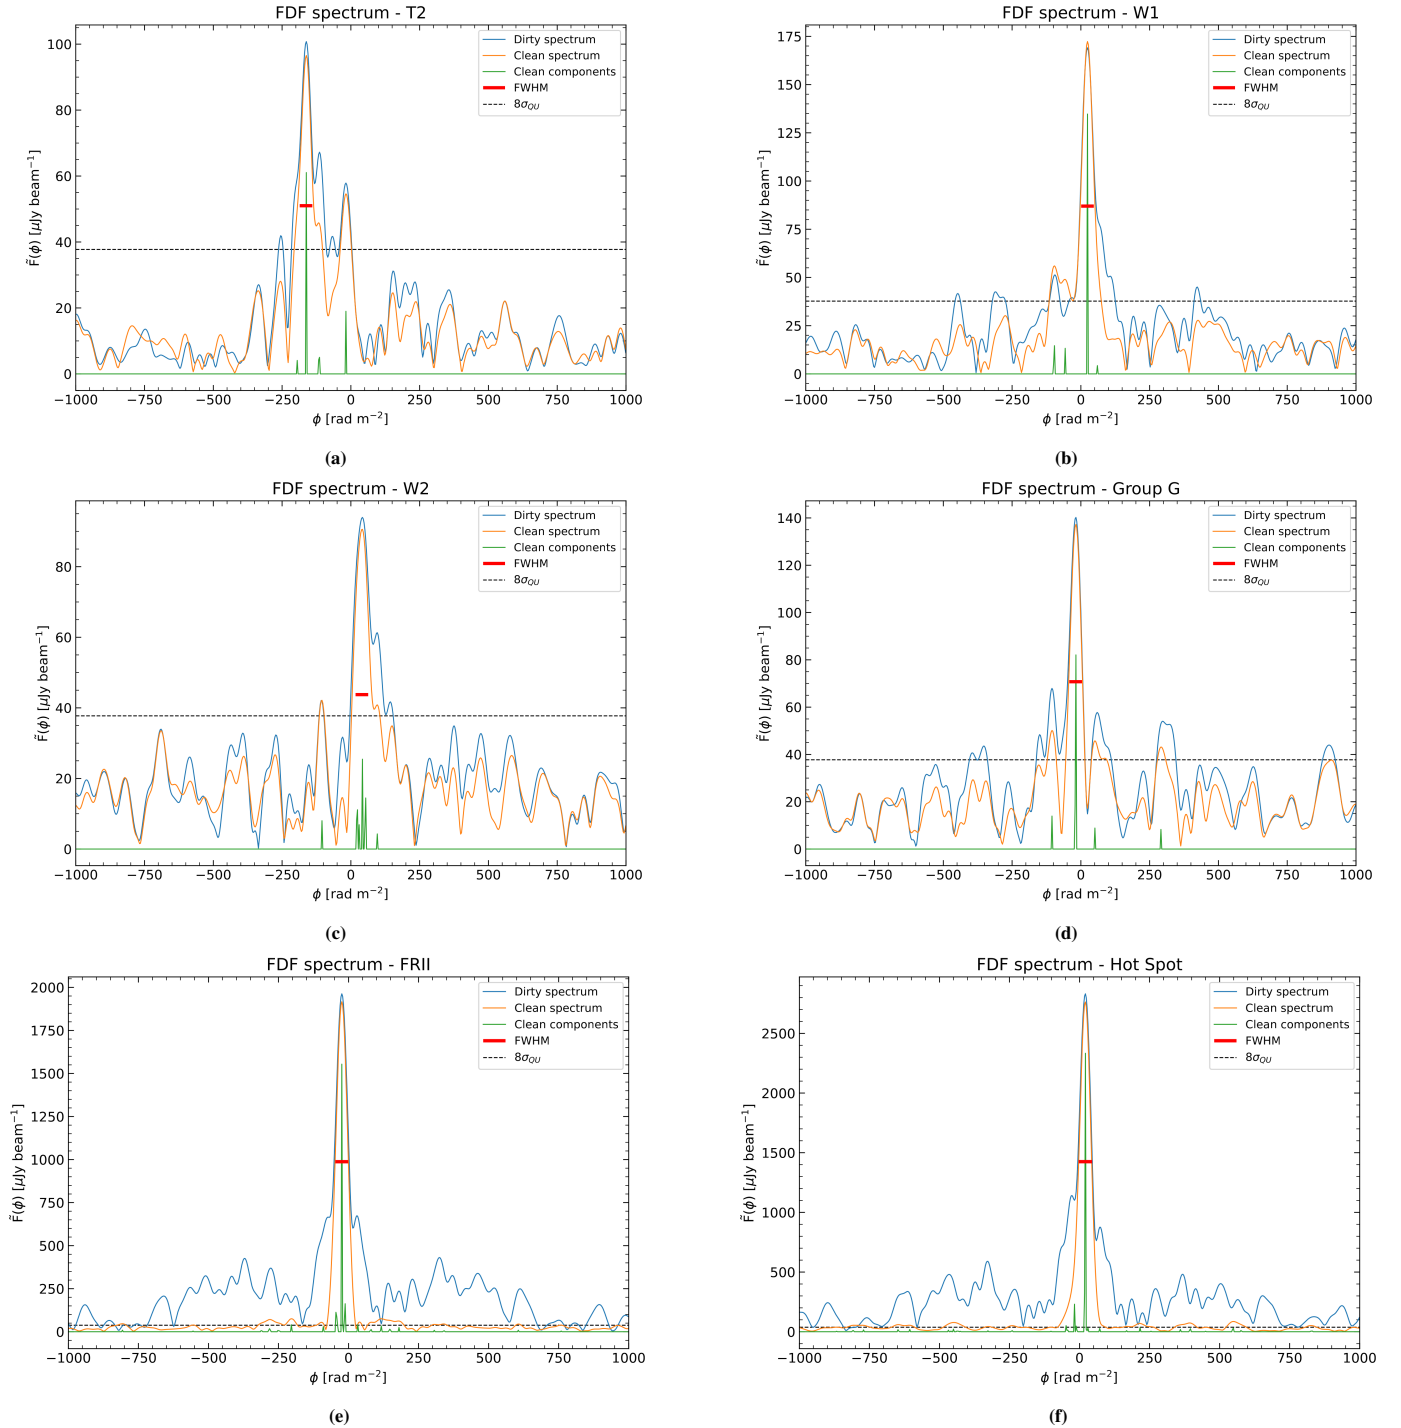 FDF spectrum - T2
F̃(ϕ) [μJy beam⁻¹]
100
80
60
40
20
0
Dirty spectrum
Clean spectrum
Clean components
FWHM
8σ_QU
−1000 −750 −500 −250 0 250 500 750 1000
ϕ [rad m⁻²]
(a)
FDF spectrum - W1
F̃(ϕ) [μJy beam⁻¹]
175
150
125
100
75
50
25
0
Dirty spectrum
Clean spectrum
Clean components
FWHM
8σ_QU
−1000 −750 −500 −250 0 250 500 750 1000
ϕ [rad m⁻²]
(b)
FDF spectrum - W2
F̃(ϕ) [μJy beam⁻¹]
80
60
40
20
0
Dirty spectrum
Clean spectrum
Clean components
FWHM
8σ_QU
−1000 −750 −500 −250 0 250 500 750 1000
ϕ [rad m⁻²]
(c)
FDF spectrum - Group G
F̃(ϕ) [μJy beam⁻¹]
140
120
100
80
60
40
20
0
Dirty spectrum
Clean spectrum
Clean components
FWHM
8σ_QU
−1000 −750 −500 −250 0 250 500 750 1000
ϕ [rad m⁻²]
(d)
FDF spectrum - FRII
F̃(ϕ) [μJy beam⁻¹]
2000
1750
1500
1250
1000
750
500
250
0
Dirty spectrum
Clean spectrum
Clean components
FWHM
8σ_QU
−1000 −750 −500 −250 0 250 500 750 1000
ϕ [rad m⁻²]
(e)
FDF spectrum - Hot Spot
F̃(ϕ) [μJy beam⁻¹]
2500
2000
1500
1000
500
0
Dirty spectrum
Clean spectrum
Clean components
FWHM
8σ_QU
−1000 −750 −500 −250 0 250 500 750 1000
ϕ [rad m⁻²]
(f)